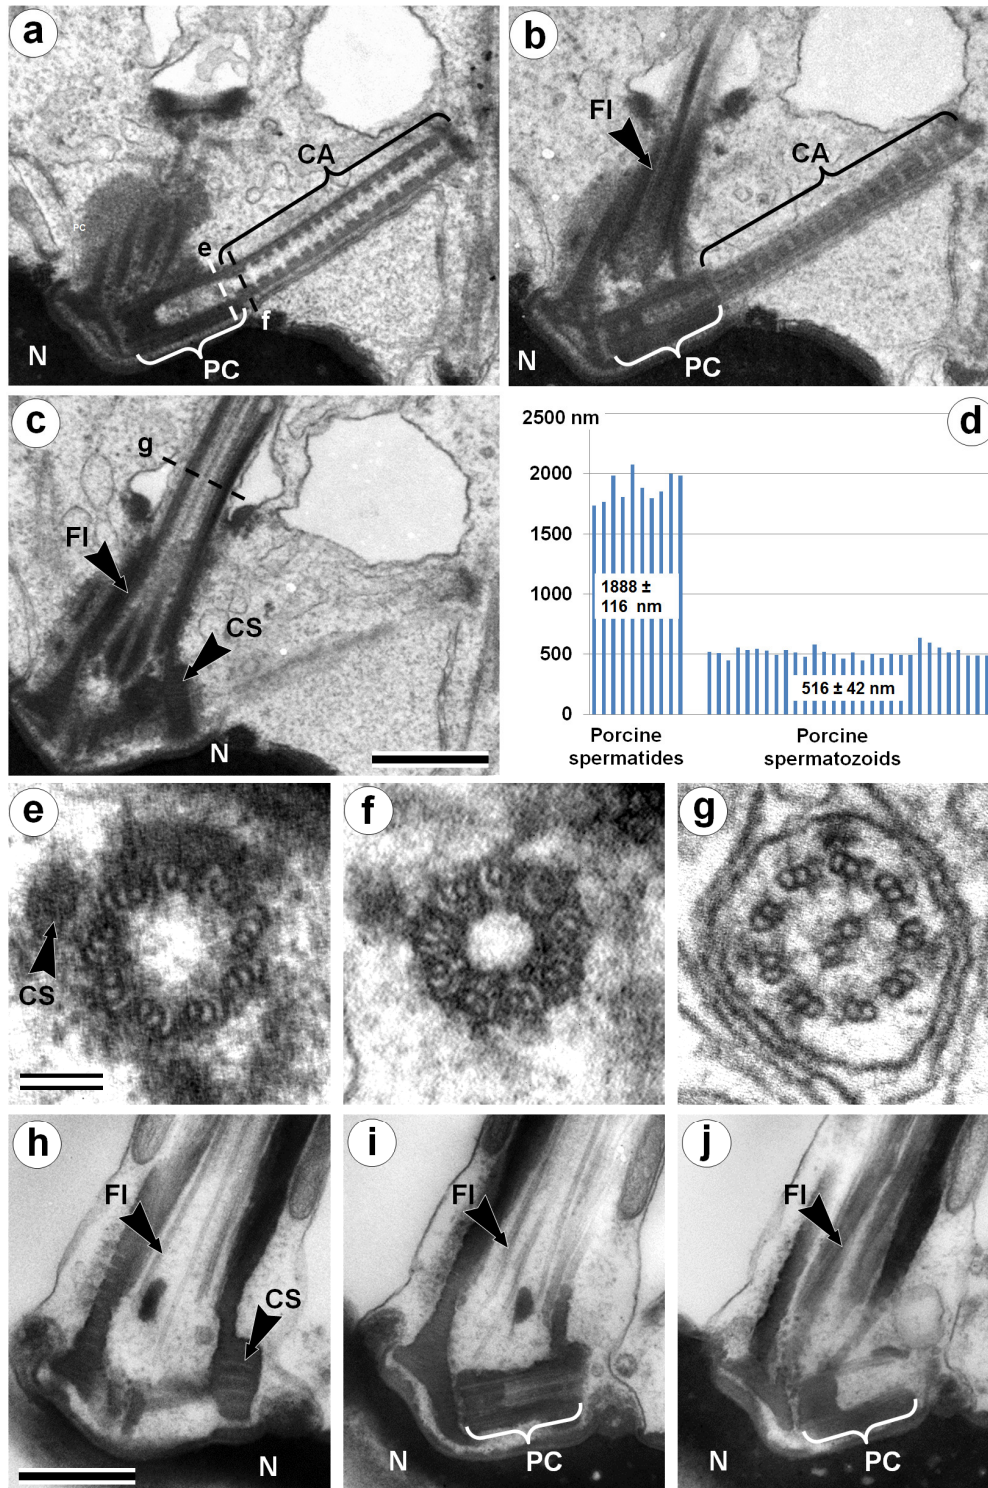 a
CA
PC
e
f
N
PC
b
FI
CA
N
PC
c
g
FI
CS
N
d
2500 nm
2000
1500
1000
500
0
1888 ±
116 nm
516 ± 42 nm
Porcine
spermatides
Porcine
spermatozoids
e
CS
f
g
h
FI
CS
N
i
FI
N
PC
j
FI
N
PC